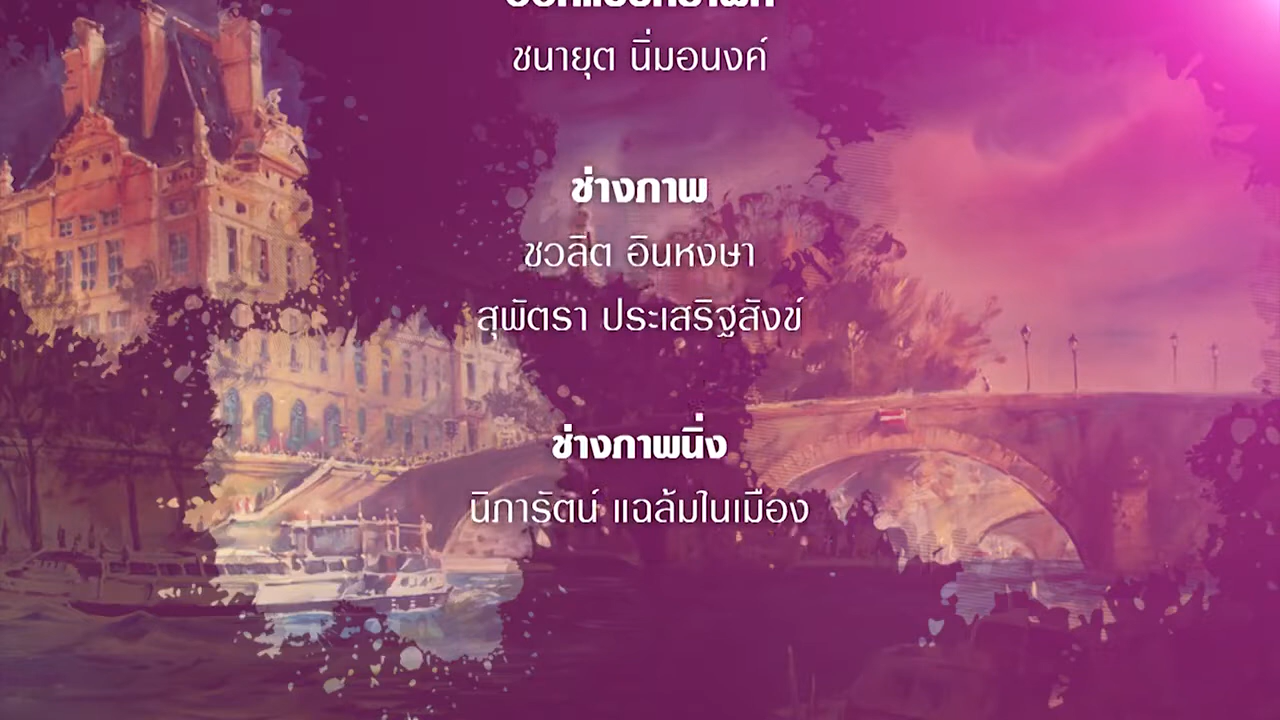 ชนายุต นิ่มอนงค์
ช่างภาพ
ชวลิต อินหงษา
สุพัตรา ประเสริฐสังข์
ช่างภาพนิ่ง
นิภารัตน์ แฉล้มในเมือง